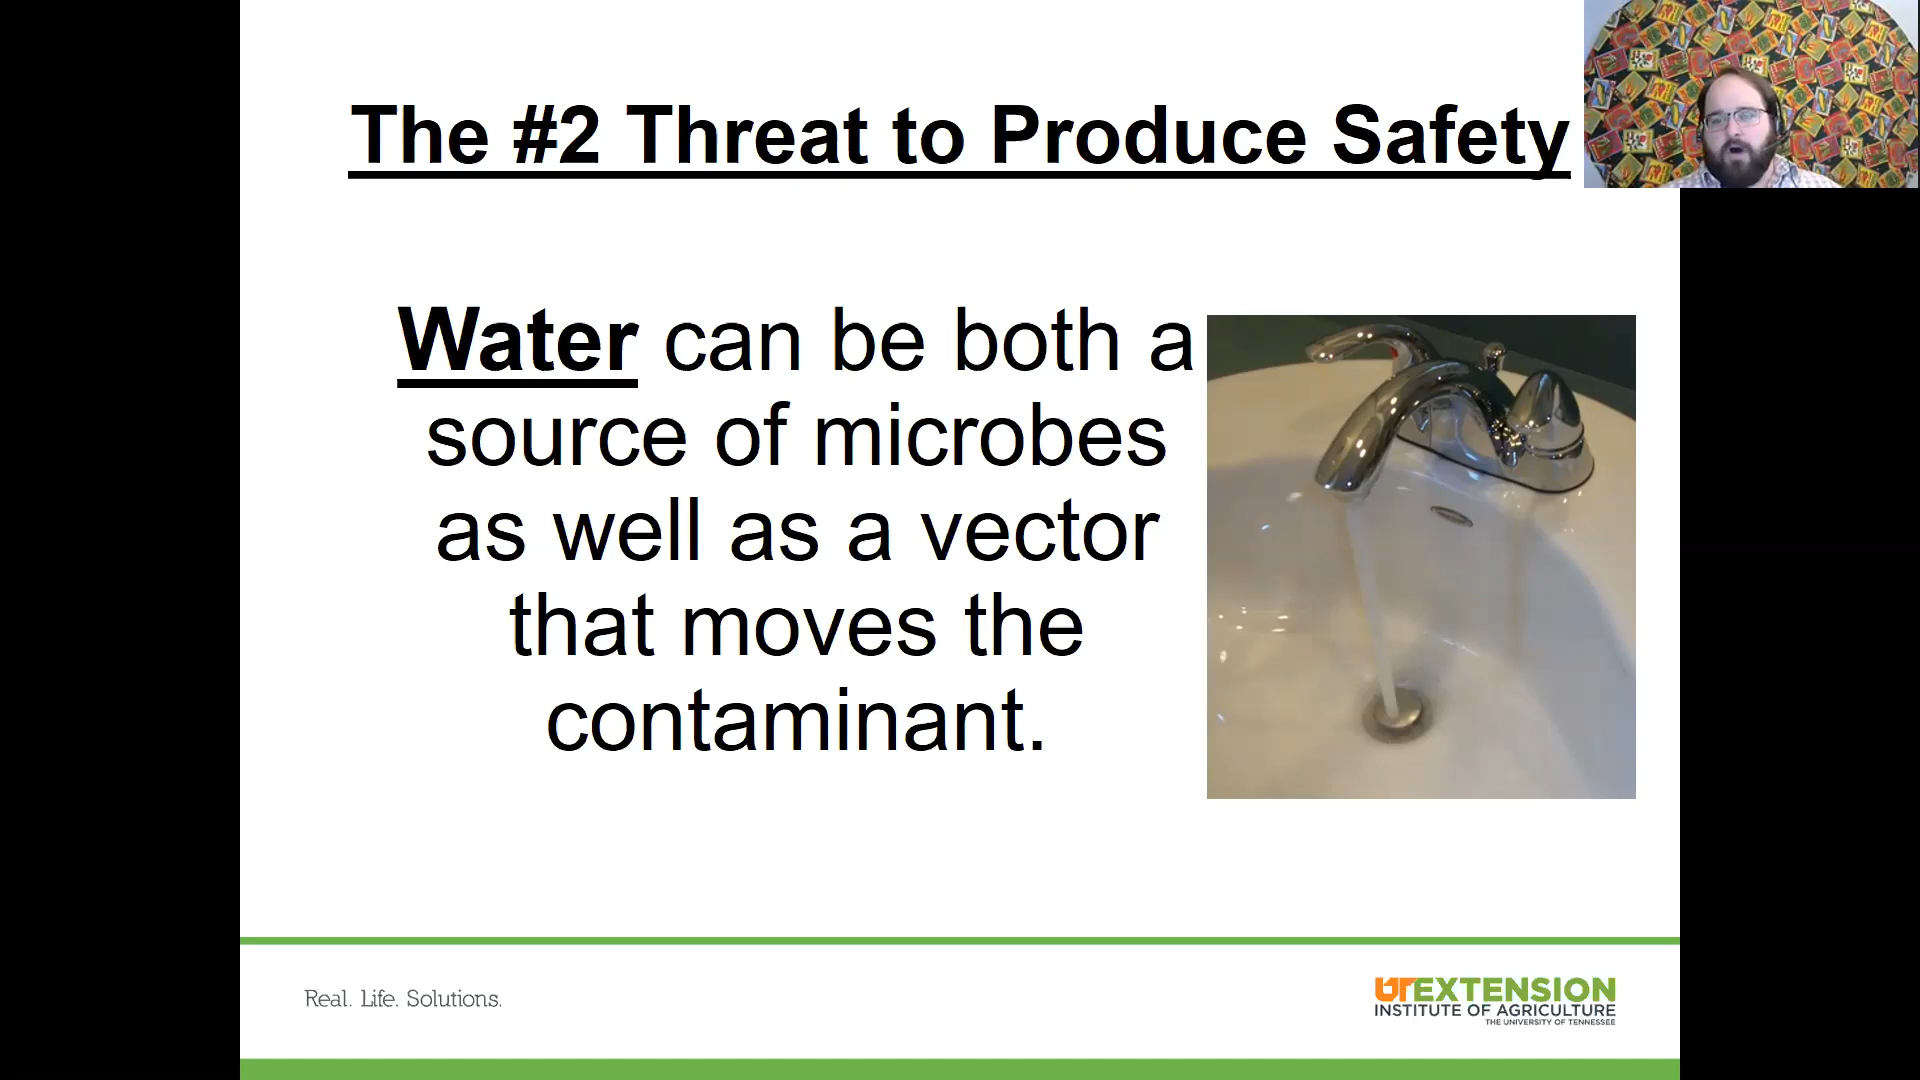 The #2 Threat to Produce Safety
Water can be both a
source of microbes
as well as a vector
that moves the
contaminant.
Real. Life. Solutions.
UTEXTENSION
INSTITUTE OF AGRICULTURE
THE UNIVERSITY OF TENNESSEE